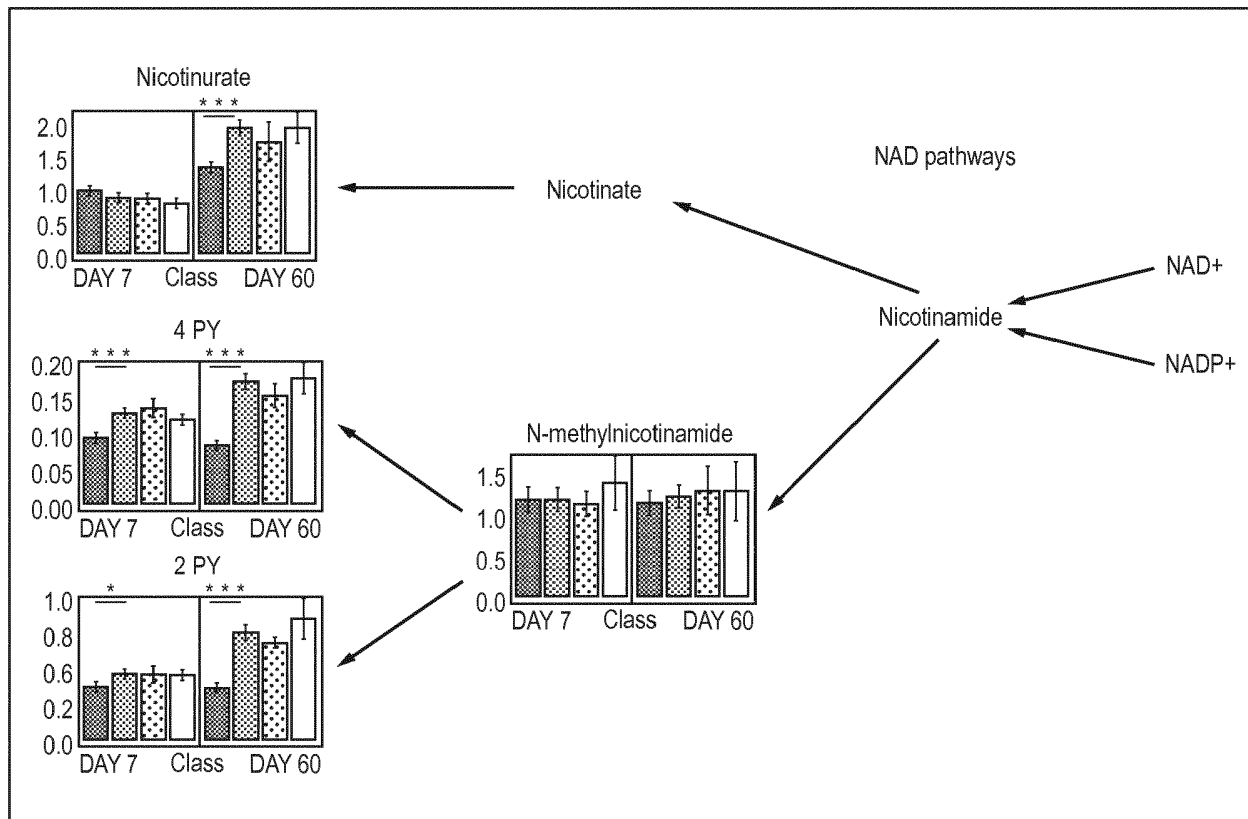 Nicotinurate
* * *
2.0
1.5
1.0
0.5
0.0
DAY 7 Class DAY 60
Nicotinate
NAD pathways
NAD+
Nicotinamide
NADP+
4 PY
* * * * * *
0.20
0.15
0.10
0.05
0.00
DAY 7 Class DAY 60
N-methylnicotinamide
1.5
1.0
0.5
0.0
DAY 7 Class DAY 60
2 PY
* * * *
1.0
0.8
0.6
0.2
0.0
DAY 7 Class DAY 60